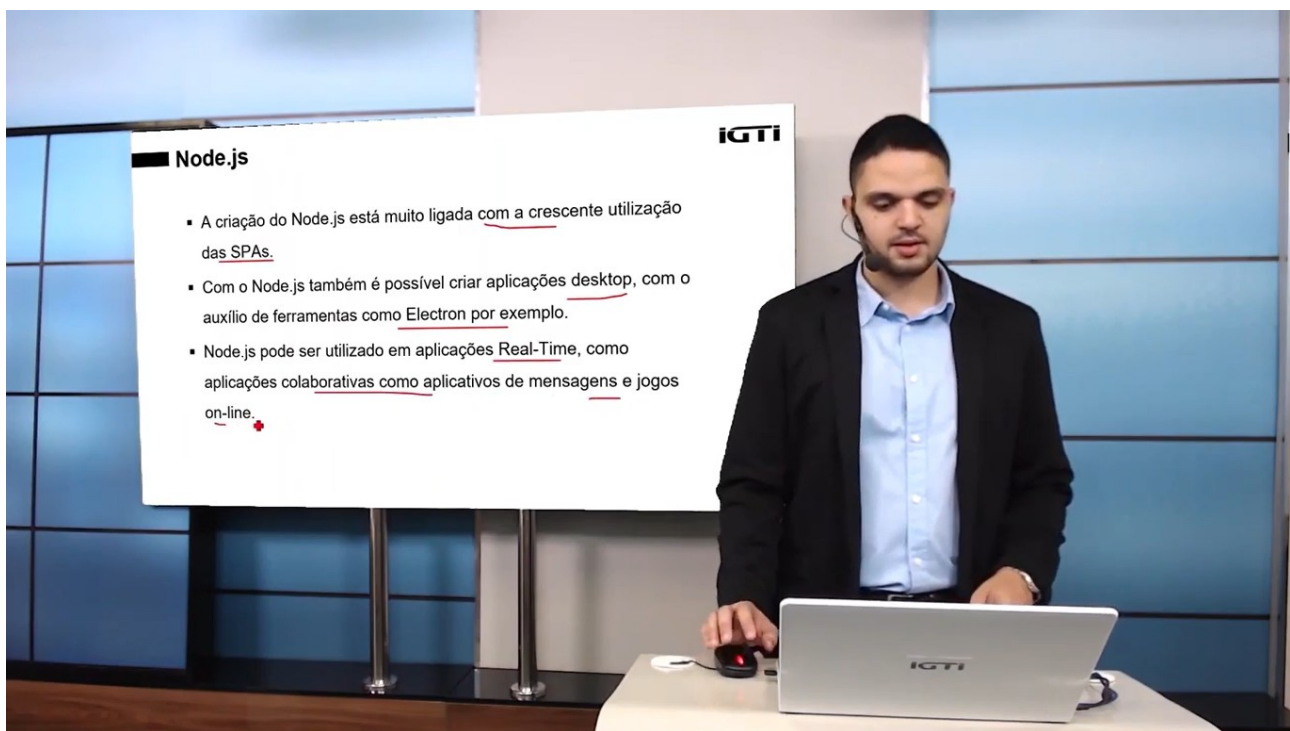 Node.js
iGTi
▪ A criação do Node.js está muito ligada com a crescente utilização
das SPAs.
▪ Com o Node.js também é possível criar aplicações desktop, com o
auxílio de ferramentas como Electron por exemplo.
▪ Node.js pode ser utilizado em aplicações Real-Time, como
aplicações colaborativas como aplicativos de mensagens e jogos
on-line.
iGTi